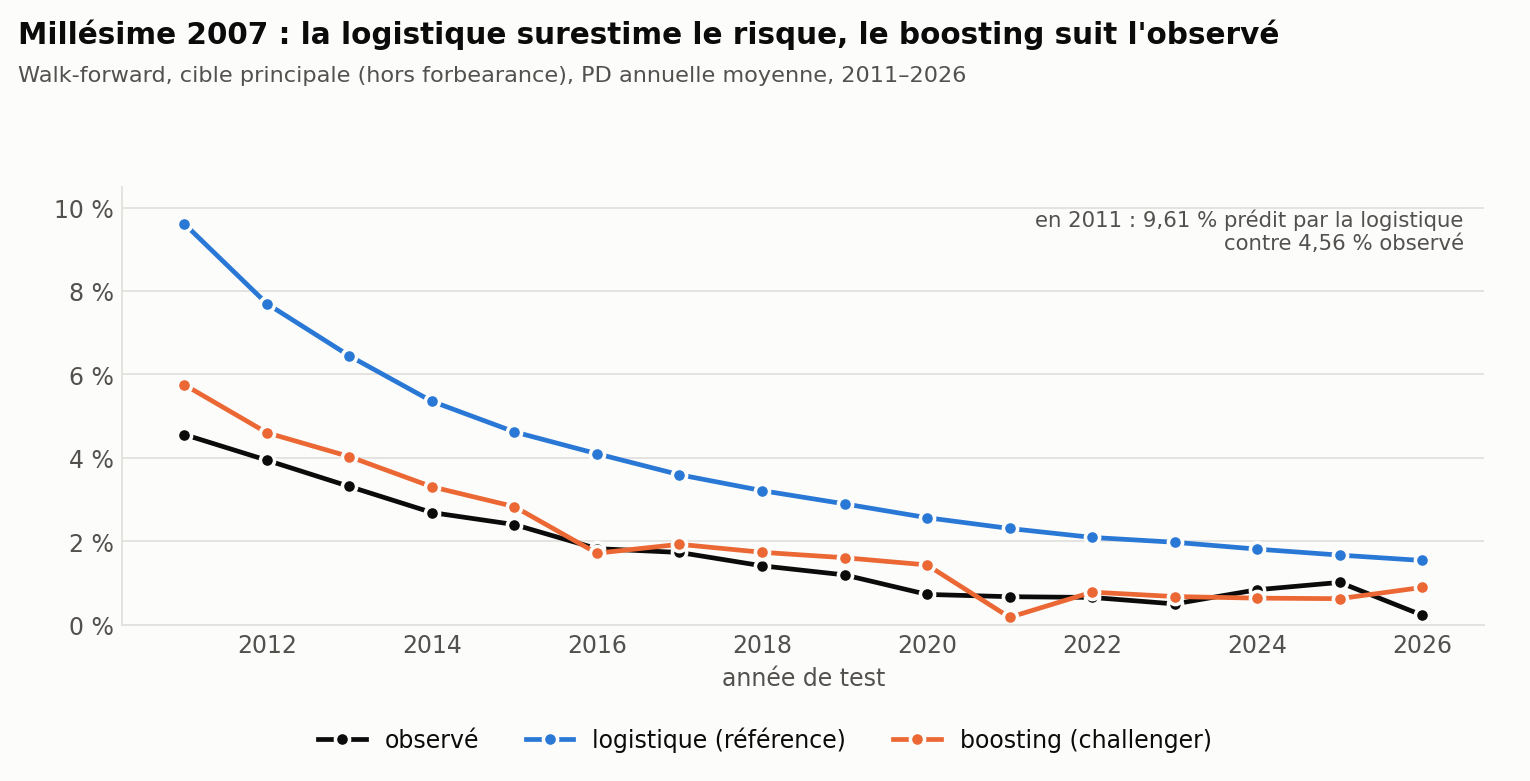 Millésime 2007 : la logistique surestime le risque, le boosting suit l'observé
Walk-forward, cible principale (hors forbearance), PD annuelle moyenne, 2011–2026
10 %
8 %
6 %
4 %
2 %
0 %
en 2011 : 9,61 % prédit par la logistique
contre 4,56 % observé
2012 2014 2016 2018 2020 2022 2024 2026
année de test
observé logistique (référence) boosting (challenger)